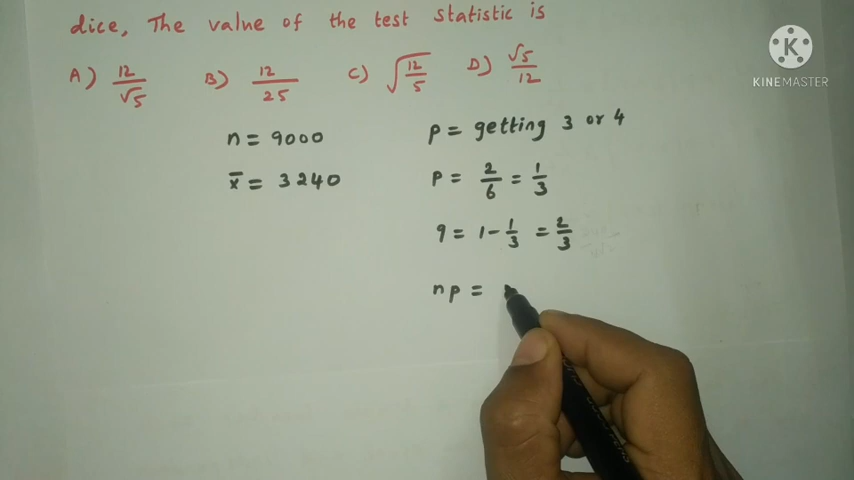 dice, The value of the test statistic is
A) 12/√5 B) 12/25 C) √(12/5) D) √5/12
n = 9000 p = getting 3 or 4
x̄ = 3240 p = 2/6 = 1/3
q = 1 - 1/3 = 2/3
np =
K
KINEMASTER